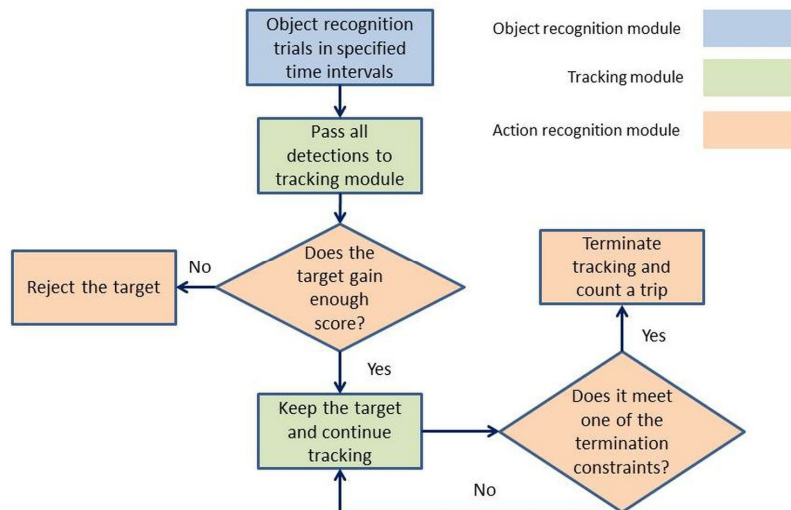 Object recognition
trials in specified
time intervals
Object recognition module
Tracking module
Action recognition module
Pass all
detections to
tracking module
Does the
target gain
enough
score?
No
Reject the target
Yes
Keep the target
and continue
tracking
Terminate
tracking and
count a trip
Yes
Does it meet
one of the
termination
constraints?
No